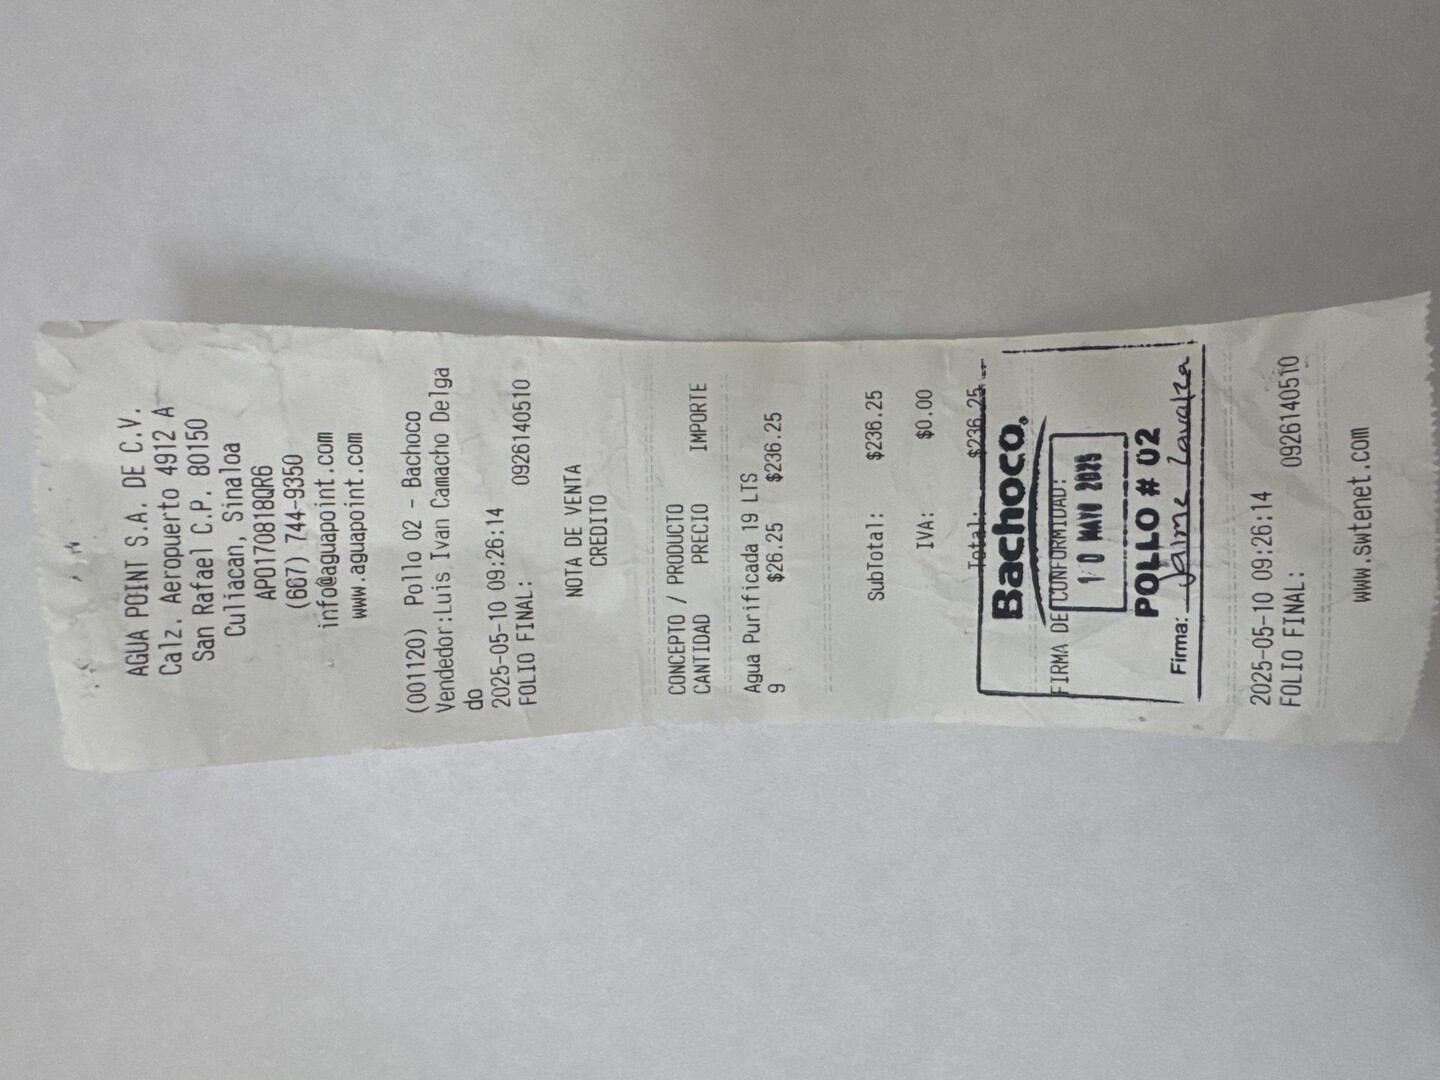 AGUA POINT S.A. DE C.V.
Calz. Aeropuerto 4912 A
San Rafael C.P. 80150
Culiacan, Sinaloa
APO170818QR6
(667) 744-9350
info@aguapoint.com
www.aguapoint.com
(001120) Pollo 02 - Bachoco
Vendedor:Luis Ivan Camacho Delga
do
2025-05-10 09:26:14
FOLIO FINAL: 0926140510
NOTA DE VENTA
CREDITO
CONCEPTO / PRODUCTO
CANTIDAD PRECIO IMPORTE
Agua Purificada 19 LTS
9 $26.25 $236.25
SubTotal: $236.25
IVA: $0.00
Total: $236.25
Bachoco.
FIRMA DE CONFORMIDAD:
10 MAYO 2025
POLLO # 02
Firma: Jaime
2025-05-10 09:26:14
FOLIO FINAL: 0926140510
www.swtenet.com